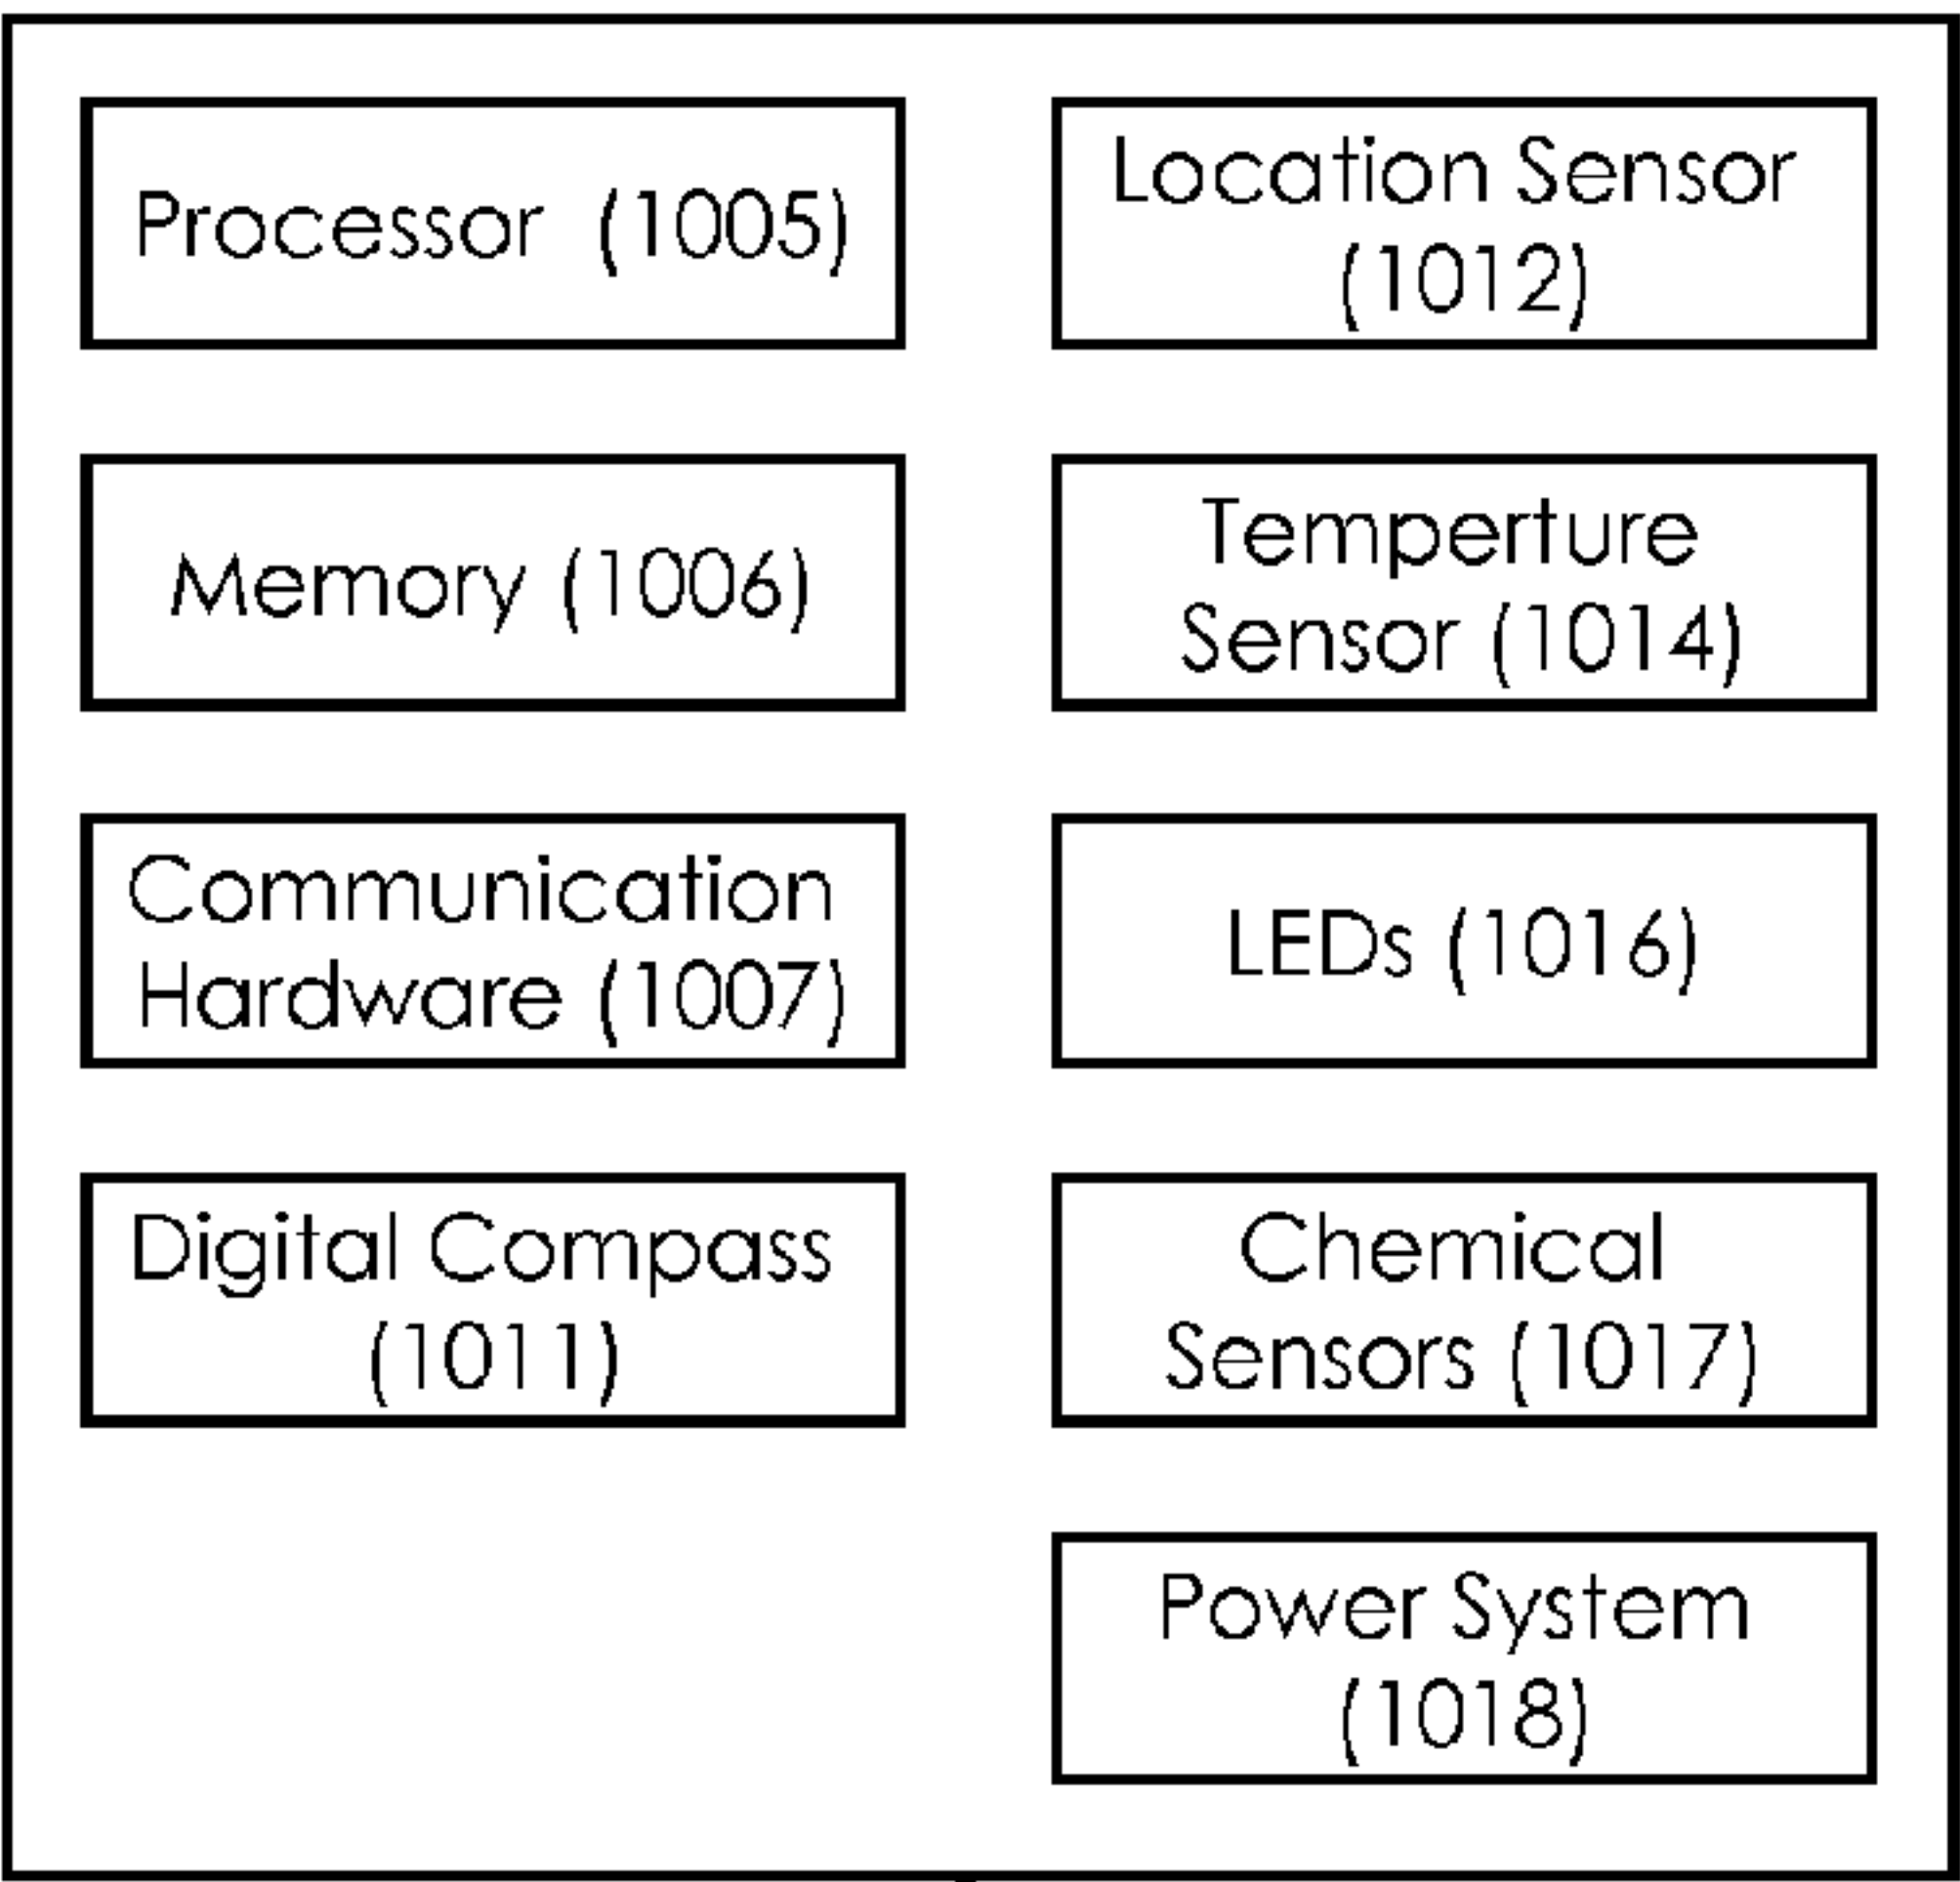 Processor (1005)
Memory (1006)
Communication
Hardware (1007)
Digital Compass
(1011)
Location Sensor
(1012)
Temperture
Sensor (1014)
LEDs (1016)
Chemical
Sensors (1017)
Power System
(1018)